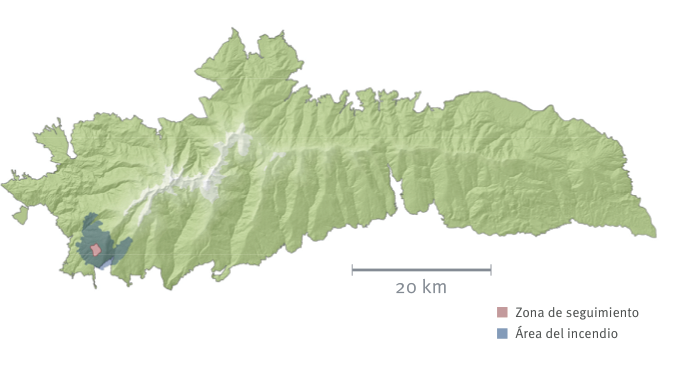 20 km
Zona de seguimiento
Área del incendio